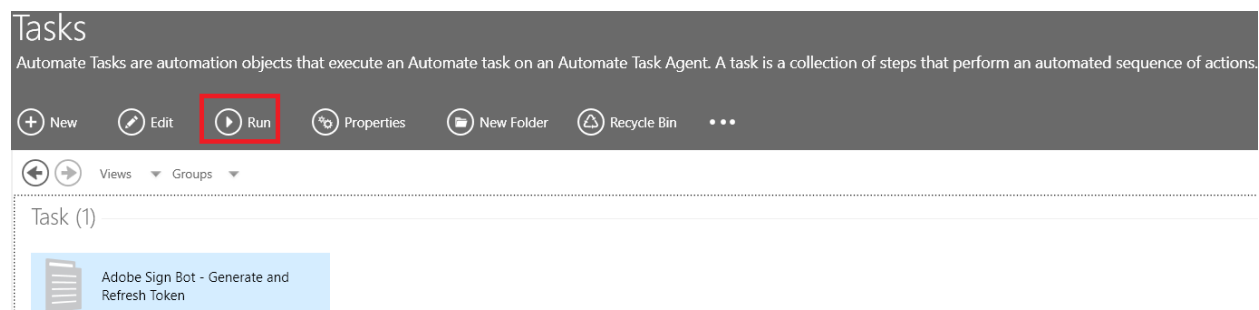 Tasks
Automate Tasks are automation objects that execute an Automate task on an Automate Task Agent. A task is a collection of steps that perform an automated sequence of actions.
New Edit Run Properties New Folder Recycle Bin
Views Groups
Task (1)
Adobe Sign Bot - Generate and
Refresh Token